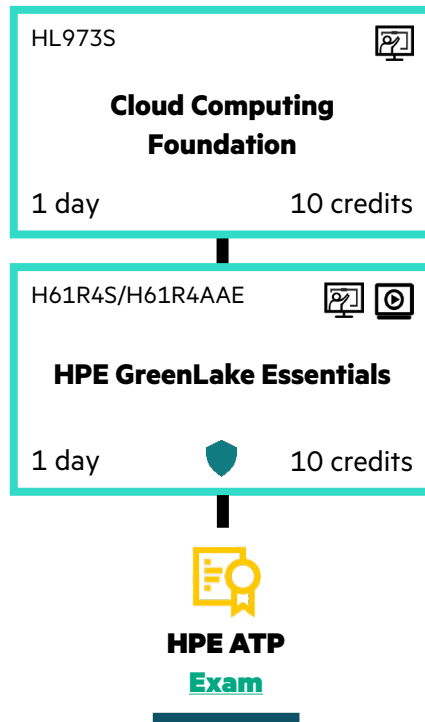 HL973S
Cloud Computing
Foundation
1 day 10 credits
H61R4S/H61R4AAE
HPE GreenLake Essentials
1 day 10 credits
HPE ATP
Exam